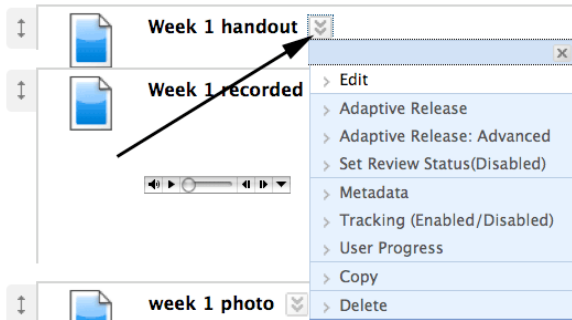 Week 1 handout
Edit
Week 1 recorded
Adaptive Release
Adaptive Release: Advanced
Set Review Status(Disabled)
Metadata
Tracking (Enabled/Disabled)
User Progress
Copy
week 1 photo
Delete